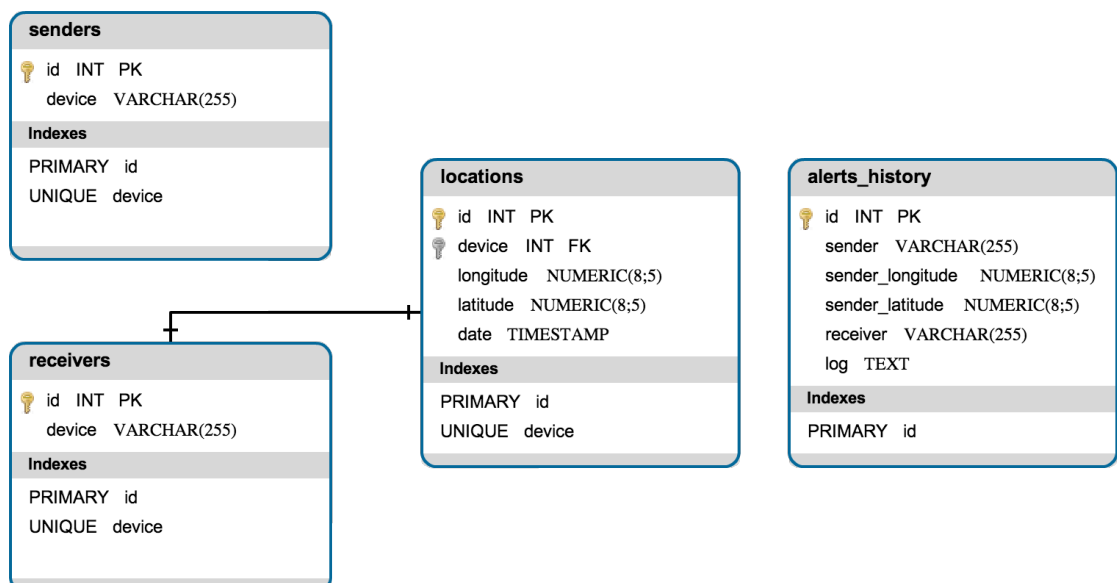 senders
id INT PK
device VARCHAR(255)
Indexes
PRIMARY id
UNIQUE device
receivers
id INT PK
device VARCHAR(255)
Indexes
PRIMARY id
UNIQUE device
locations
id INT PK
device INT FK
longitude NUMERIC(8;5)
latitude NUMERIC(8;5)
date TIMESTAMP
Indexes
PRIMARY id
UNIQUE device
alerts_history
id INT PK
sender VARCHAR(255)
sender_longitude NUMERIC(8;5)
sender_latitude NUMERIC(8;5)
receiver VARCHAR(255)
log TEXT
Indexes
PRIMARY id